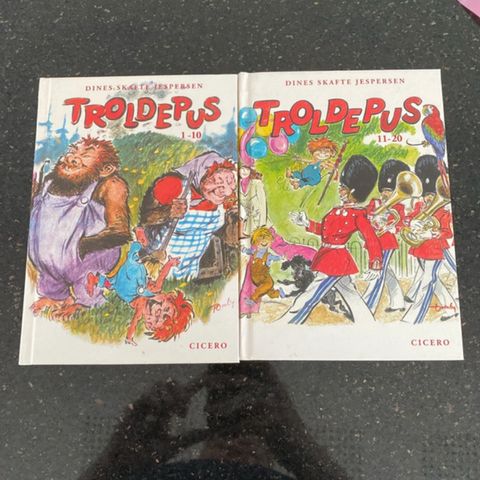 DINES SKAFTE JESPERSEN
TROLDEPUS
1-10
CICERO
DINES SKAFTE JESPERSEN
TROLDEPUS
11-20
CICERO